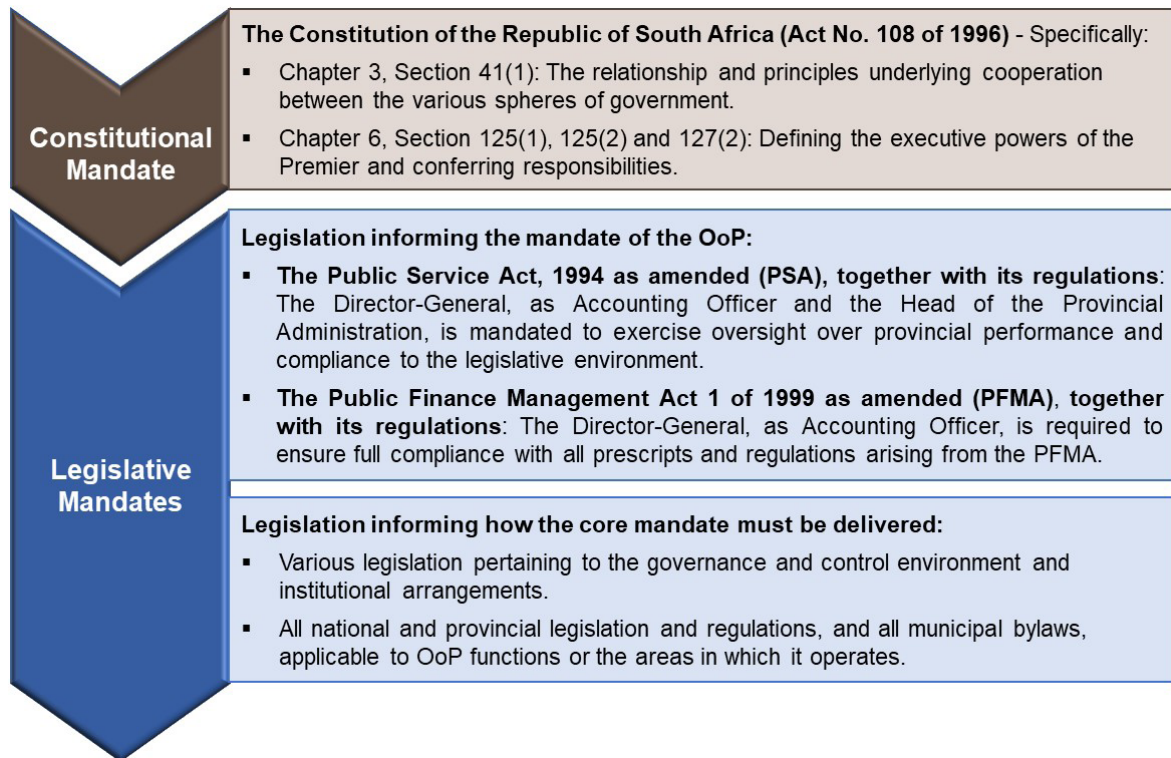 Constitutional
Mandate
The Constitution of the Republic of South Africa (Act No. 108 of 1996) - Specifically:
▪ Chapter 3, Section 41(1): The relationship and principles underlying cooperation
between the various spheres of government.
▪ Chapter 6, Section 125(1), 125(2) and 127(2): Defining the executive powers of the
Premier and conferring responsibilities.
Legislative
Mandates
Legislation informing the mandate of the OoP:
▪ The Public Service Act, 1994 as amended (PSA), together with its regulations:
The Director-General, as Accounting Officer and the Head of the Provincial
Administration, is mandated to exercise oversight over provincial performance and
compliance to the legislative environment.
▪ The Public Finance Management Act 1 of 1999 as amended (PFMA), together
with its regulations: The Director-General, as Accounting Officer, is required to
ensure full compliance with all prescripts and regulations arising from the PFMA.
Legislation informing how the core mandate must be delivered:
▪ Various legislation pertaining to the governance and control environment and
institutional arrangements.
▪ All national and provincial legislation and regulations, and all municipal bylaws,
applicable to OoP functions or the areas in which it operates.